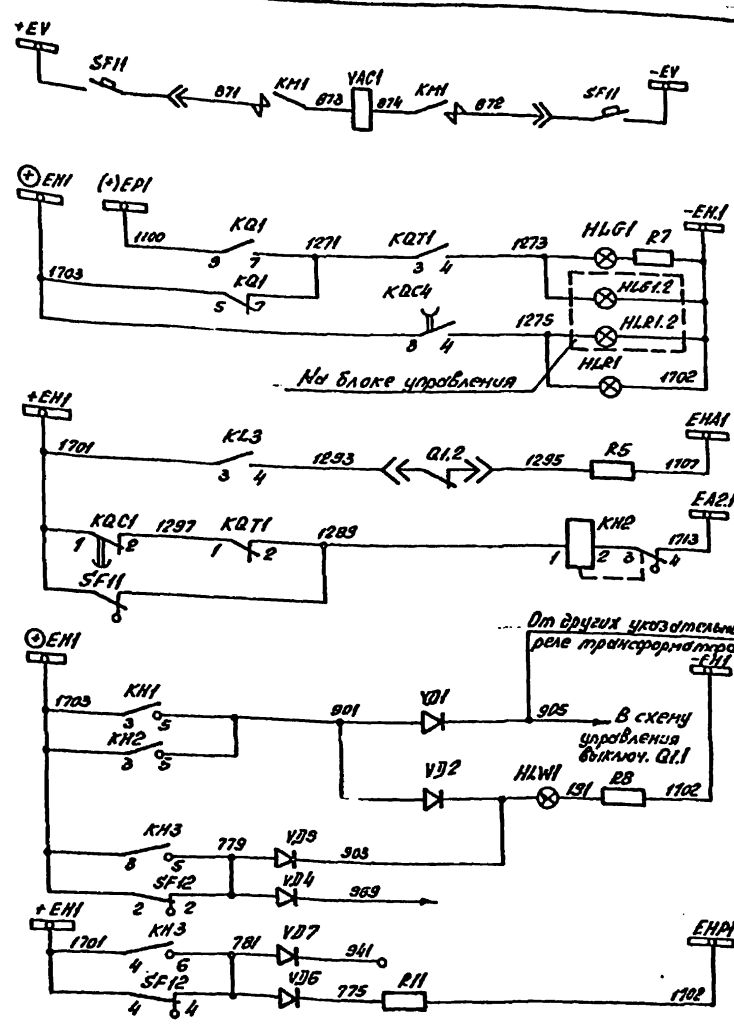 +EV
SF11
871
KM1
873
YAC1
874
KM1
872
SF11
-EV
⊕EH1
(+)EP1
-EH.1
1100
KQ1
9 7
1271
KQT1
3 4
1273
HLG1
R7
1703
KQ1
5 7
HLG1.2
KQC4
8 4
1275
HLR1.2
HLR1
1702
На блоке управления
+EH1
1701
KL3
3 4
1293
Q1.2
1295
R5
1707
EHA1
KQC1
1 2
1297
KQT1
1 2
1289
KH2
1 2 3 4
1713
EA2.1
SF11
⊕EH1
От других указательн
реле трансформатора
-EH1
1703
KH1
3 5
901
VD1
905
В схему
управления
выключ. Q1.1
KH2
3 5
VD2
HLW1
191
R8
1702
KH3
8 5
779
VD3
903
SF12
2 2
VD4
969
+EH1
1701
KH3
4 6
781
VD7
941
EHP1
SF12
4 4
VD6
775
R11
1702